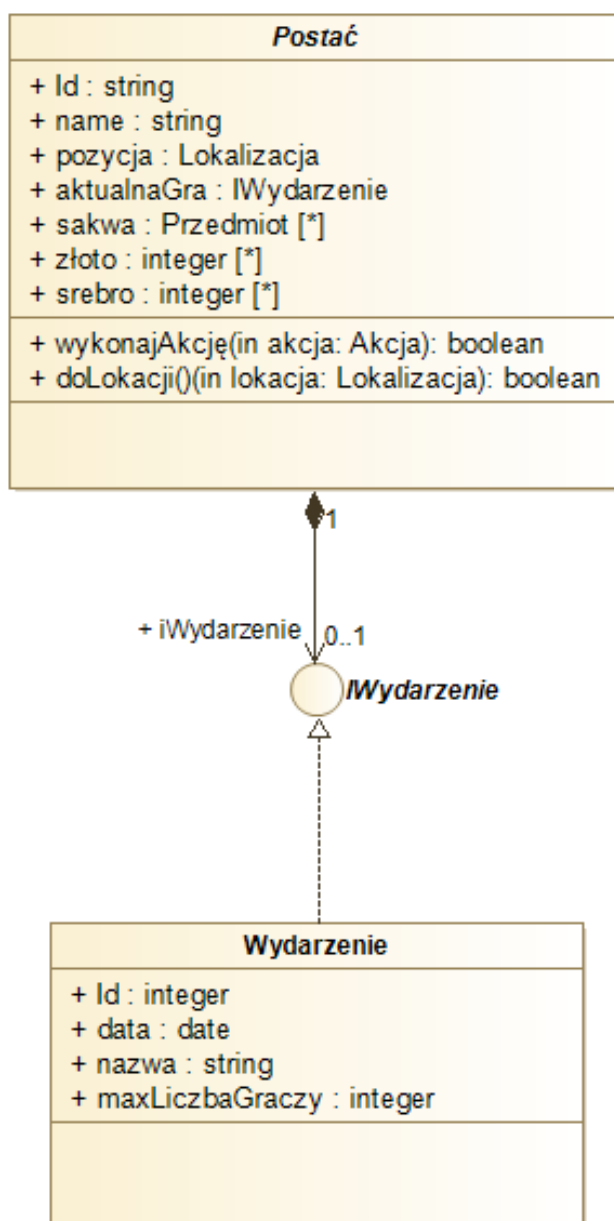 Postać
+ Id : string
+ name : string
+ pozycja : Lokalizacja
+ aktualnaGra : IWydarzenie
+ sakwa : Przedmiot [*]
+ złoto : integer [*]
+ srebro : integer [*]
+ wykonajAkcję(in akcja: Akcja): boolean
+ doLokacji()(in lokacja: Lokalizacja): boolean
1
+ iWydarzenie 0..1
IWydarzenie
Wydarzenie
+ Id : integer
+ data : date
+ nazwa : string
+ maxLiczbaGraczy : integer